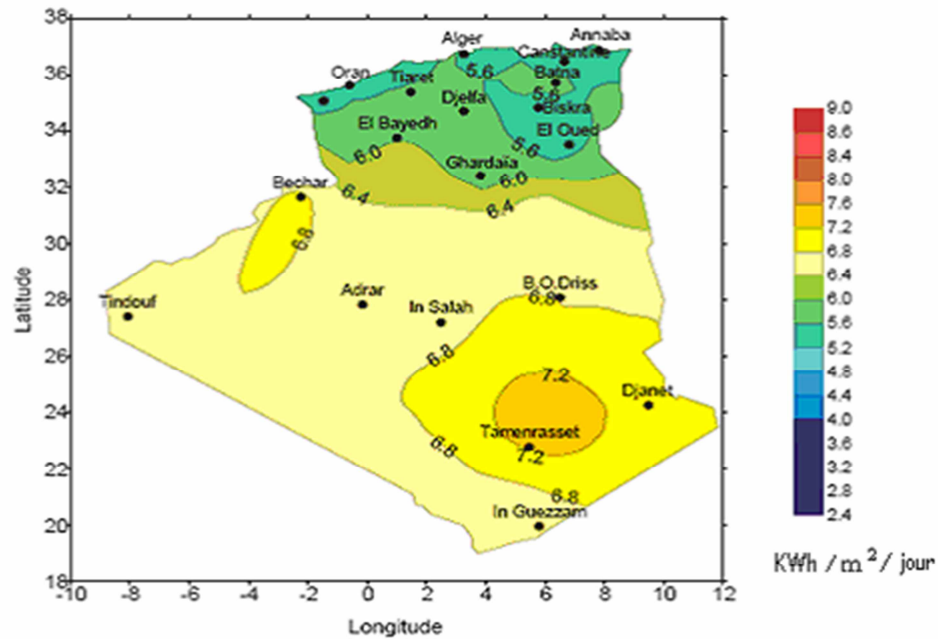 38
36
34
32
30
28
26
24
22
20
18
Latitude
-10 -8 -6 -4 -2 0 2 4 6 8 10 12
Longitude
Alger
Annaba
Canstantine
Oran
Tiaret
5.6
Batna
5.6
Djelfa
Biskra
El Bayedh
El Oued
5.6
6.0
Ghardaïa
6.0
Bechar
6.4
6.4
6.8
Tindouf
Adrar
In Salah
B.O.Driss
6.8
6.8
7.2
Djanet
Tamenrasset
6.8
7.2
6.8
In Guezzam
9.0
8.6
8.4
8.0
7.6
7.2
6.8
6.4
6.0
5.6
5.2
4.8
4.4
4.0
3.6
3.2
2.8
2.4
KWh /m²/ jour